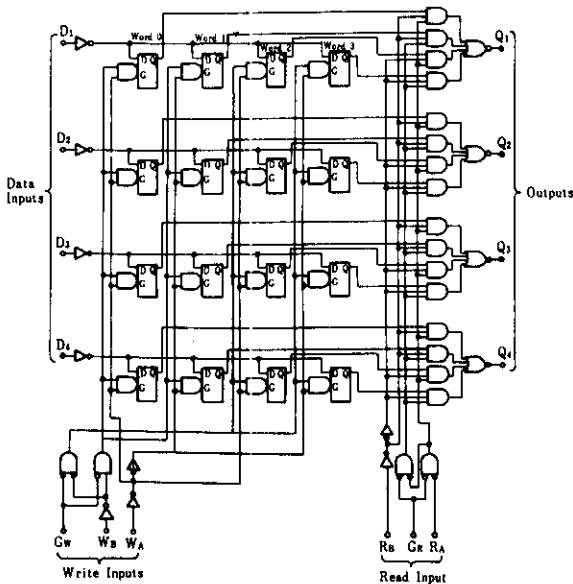 D1 Word 0 Word 1 Word 2 Word 3 Q1
D Q D Q D Q D Q
G G G G
D2 Q2
D Q D Q D Q D Q
G G G G
Data
Inputs
Outputs
D3 Q3
D Q D Q D Q D Q
G G G G
D4 Q4
D Q D Q D Q D Q
G G G G
GW WB WA RB GR RA
Write Inputs Read Input